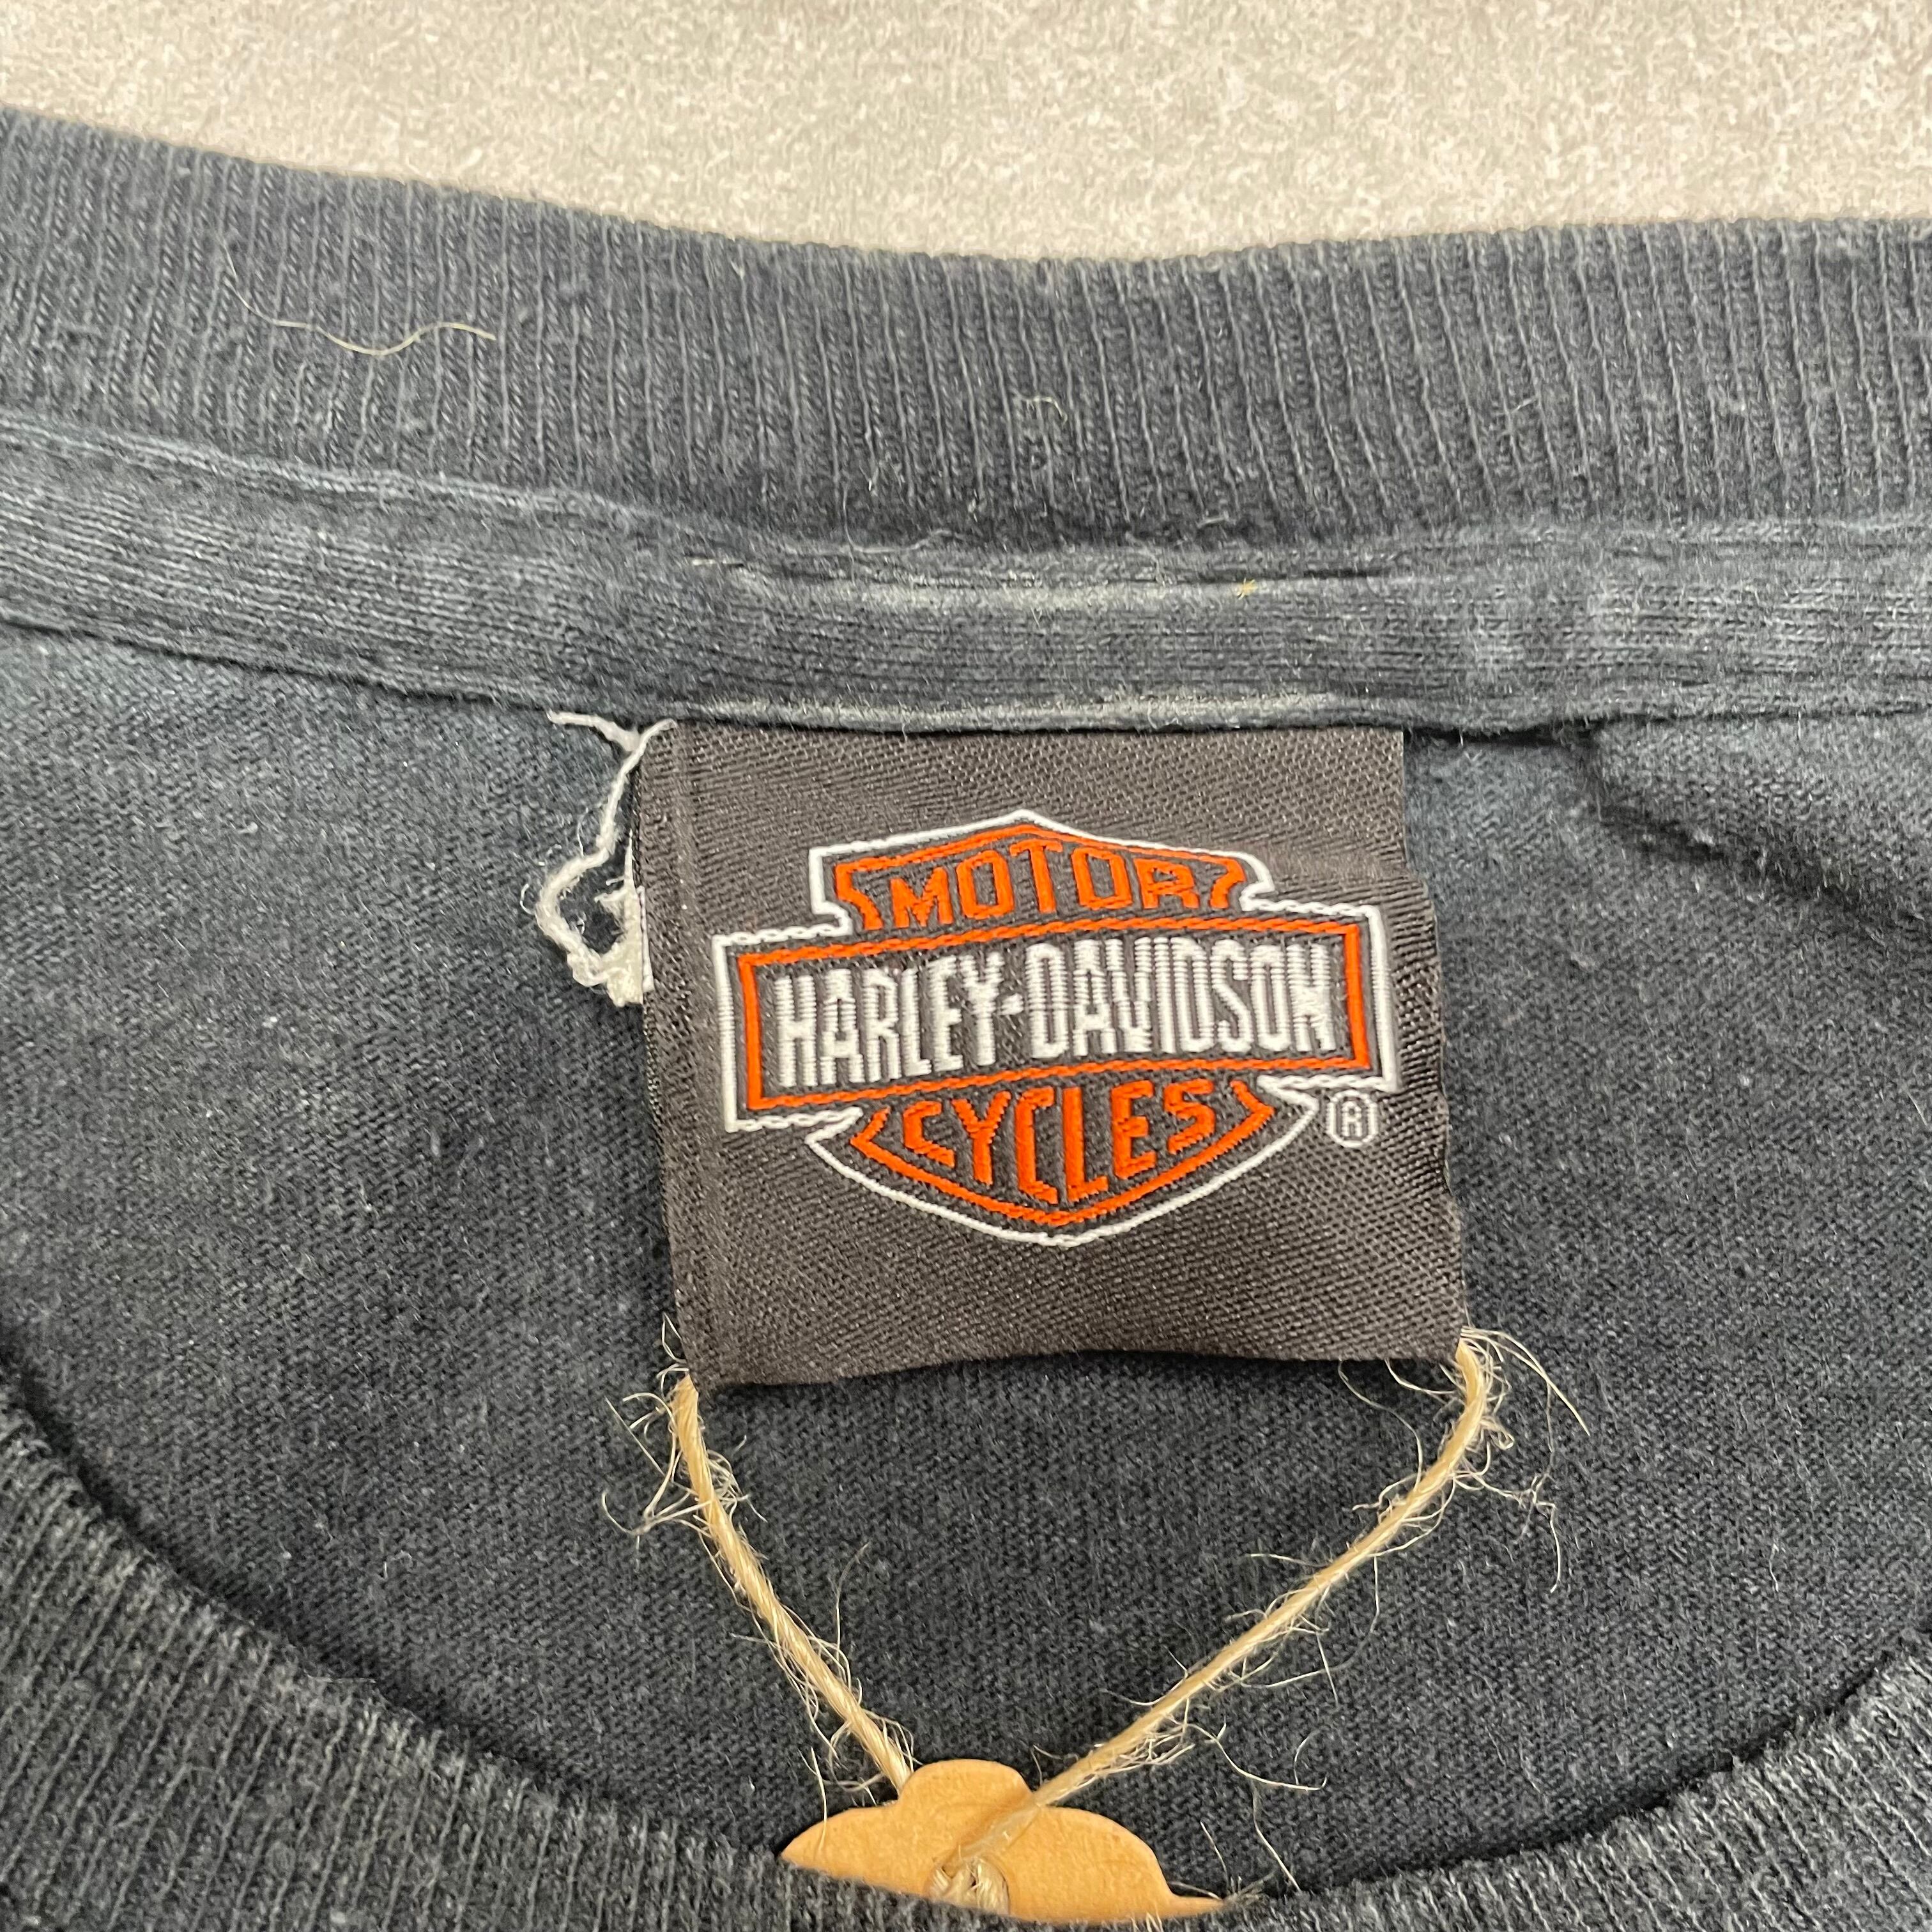 MOTOR
HARLEY-DAVIDSON
CYCLES
®